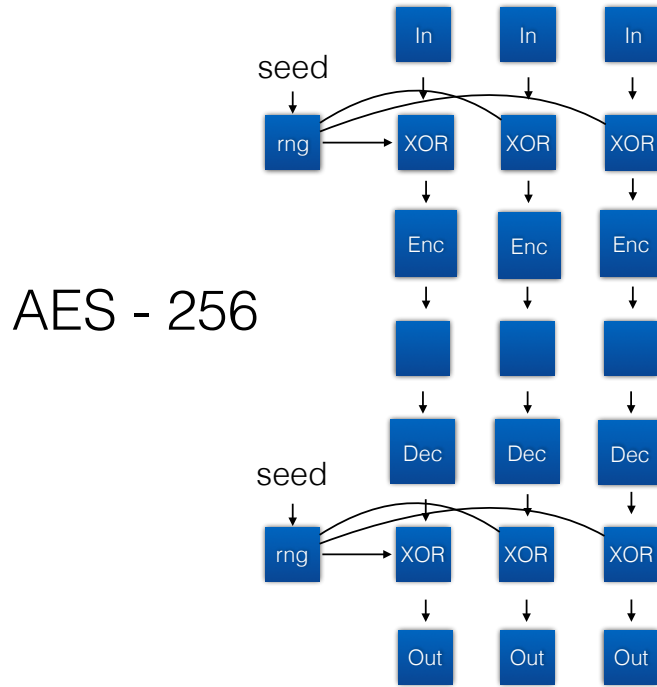 In In In
seed
rng XOR XOR XOR
Enc Enc Enc
AES - 256
Dec Dec Dec
seed
rng XOR XOR XOR
Out Out Out